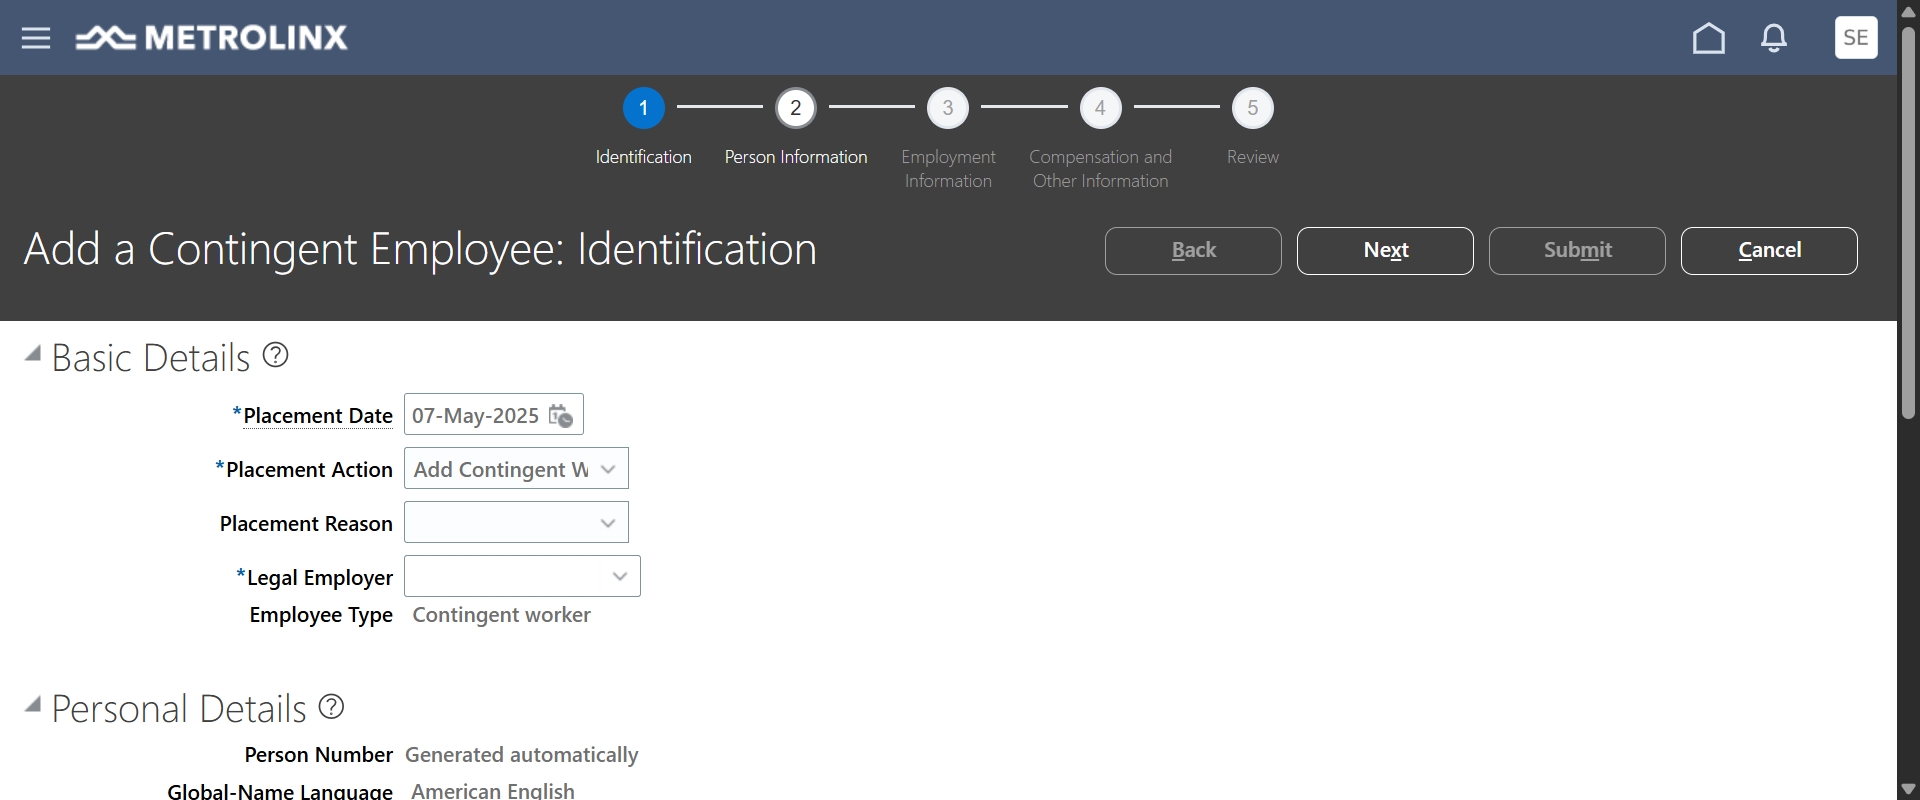 METROLINX
SE
1 2 3 4 5
Identification
Person Information
Employment
Information
Compensation and
Other Information
Review
Add a Contingent Employee: Identification
Back
Next
Submit
Cancel
Basic Details ?
*Placement Date 07-May-2025
*Placement Action Add Contingent W
Placement Reason
*Legal Employer
Employee Type Contingent worker
Personal Details ?
Person Number Generated automatically
Global-Name Language American English